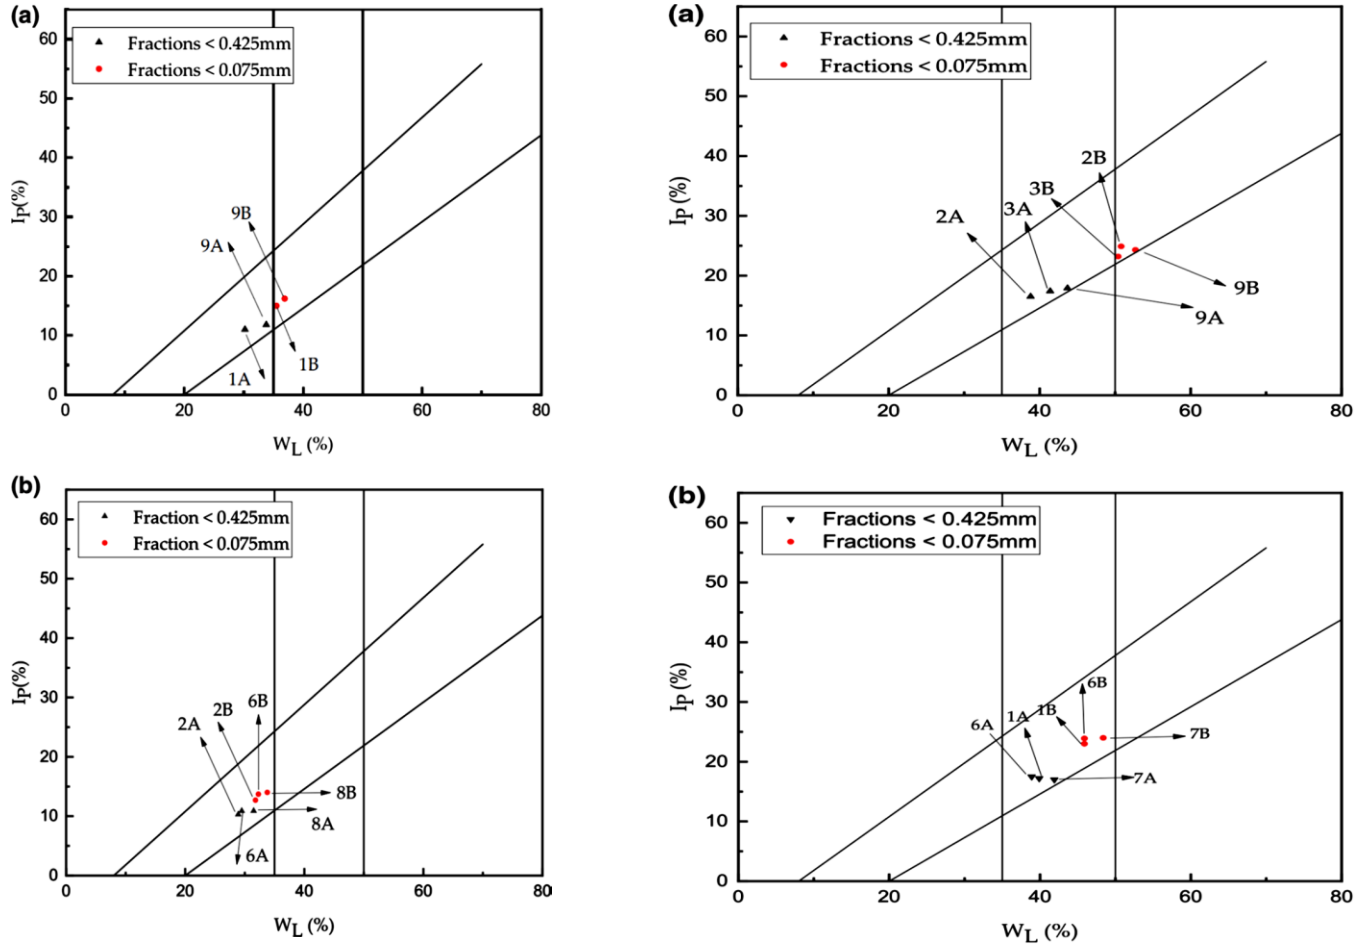 (a)
Fractions < 0.425mm
Fractions < 0.075mm
60
50
40
30
20
10
0
IP(%)
9B
9A
1A
1B
0
20
40
60
80
WL (%)
(a)
Fractions < 0.425mm
Fractions < 0.075mm
60
50
40
30
20
10
0
IP (%)
2B
3B
3A
2A
9B
9A
0
20
40
60
80
WL (%)
(b)
Fraction < 0.425mm
Fraction < 0.075mm
60
50
40
30
20
10
0
IP(%)
6B
2B
2A
8B
8A
6A
0
20
40
60
80
WL (%)
(b)
Fractions < 0.425mm
Fractions < 0.075mm
60
50
40
30
20
10
0
IP (%)
6B
1B
1A
6A
7B
7A
0
20
40
60
80
WL (%)